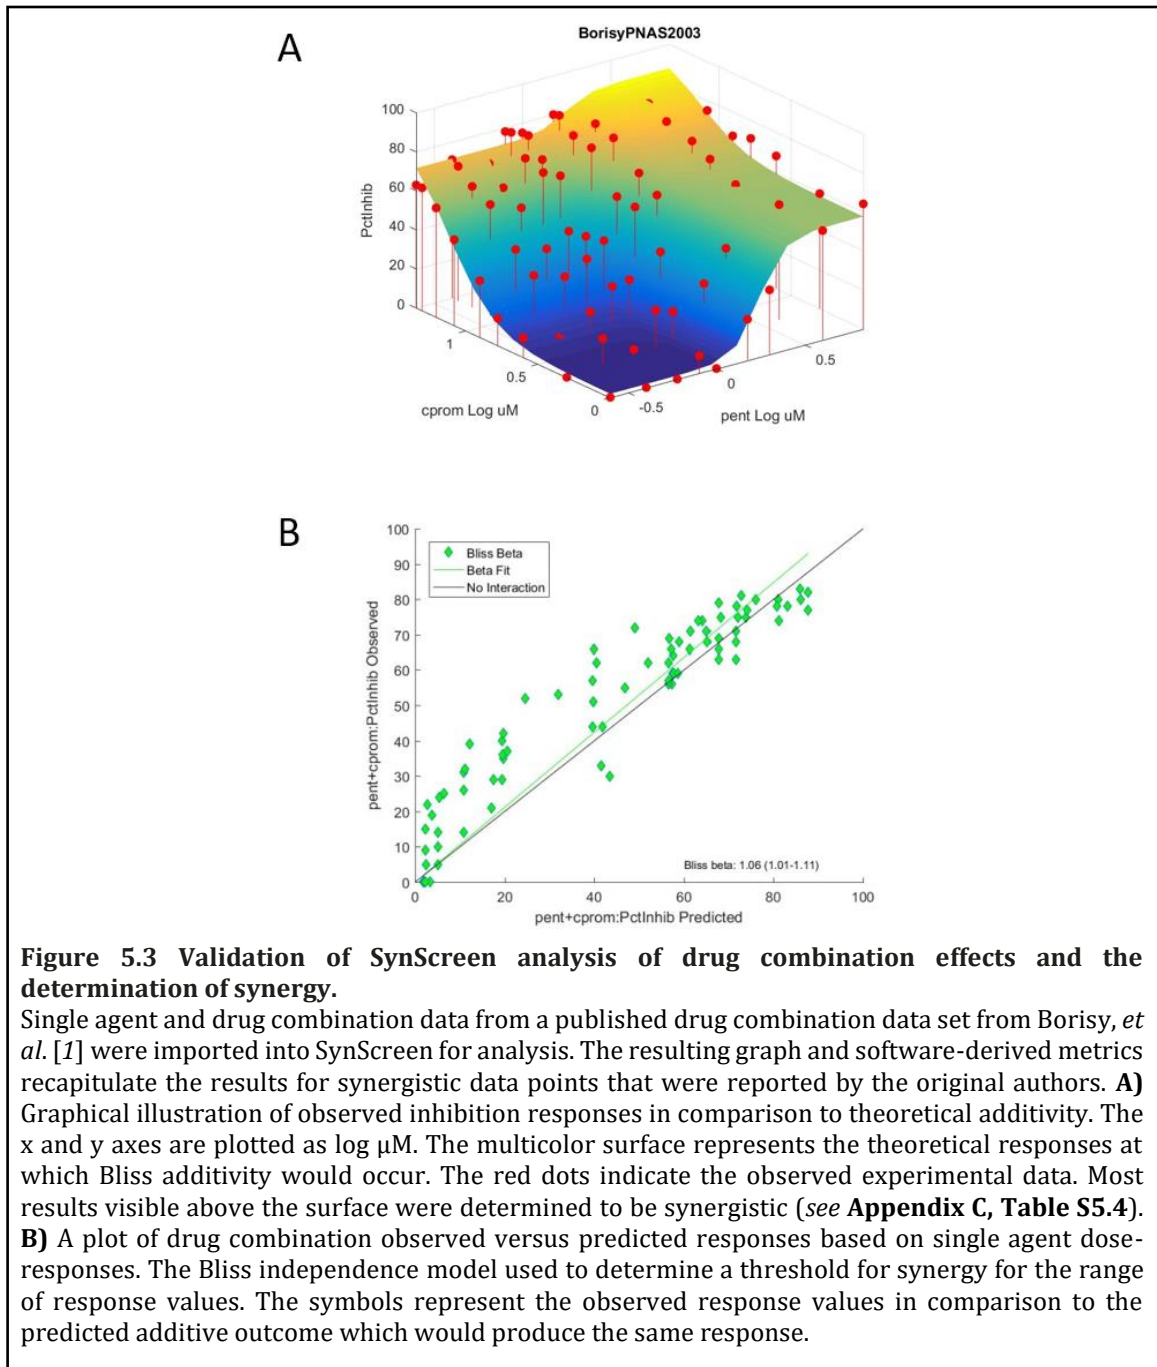 A
BorisyPNAS2003
100
80
60
40
20
0
PctInhib
1
0.5
0
cprom Log uM
-0.5
0
0.5
pent Log uM
B
100
90
80
70
60
50
40
30
20
10
0
pent+cprom:PctInhib Observed
Bliss Beta
Beta Fit
No Interaction
Bliss beta: 1.06 (1.01-1.11)
0 20 40 60 80 100
pent+cprom:PctInhib Predicted
Figure 5.3 Validation of SynScreen analysis of drug combination effects and the
determination of synergy.
Single agent and drug combination data from a published drug combination data set from Borisy, et
al. [1] were imported into SynScreen for analysis. The resulting graph and software-derived metrics
recapitulate the results for synergistic data points that were reported by the original authors. A)
Graphical illustration of observed inhibition responses in comparison to theoretical additivity. The
x and y axes are plotted as log μM. The multicolor surface represents the theoretical responses at
which Bliss additivity would occur. The red dots indicate the observed experimental data. Most
results visible above the surface were determined to be synergistic (see Appendix C, Table S5.4).
B) A plot of drug combination observed versus predicted responses based on single agent dose-
responses. The Bliss independence model used to determine a threshold for synergy for the range
of response values. The symbols represent the observed response values in comparison to the
predicted additive outcome which would produce the same response.